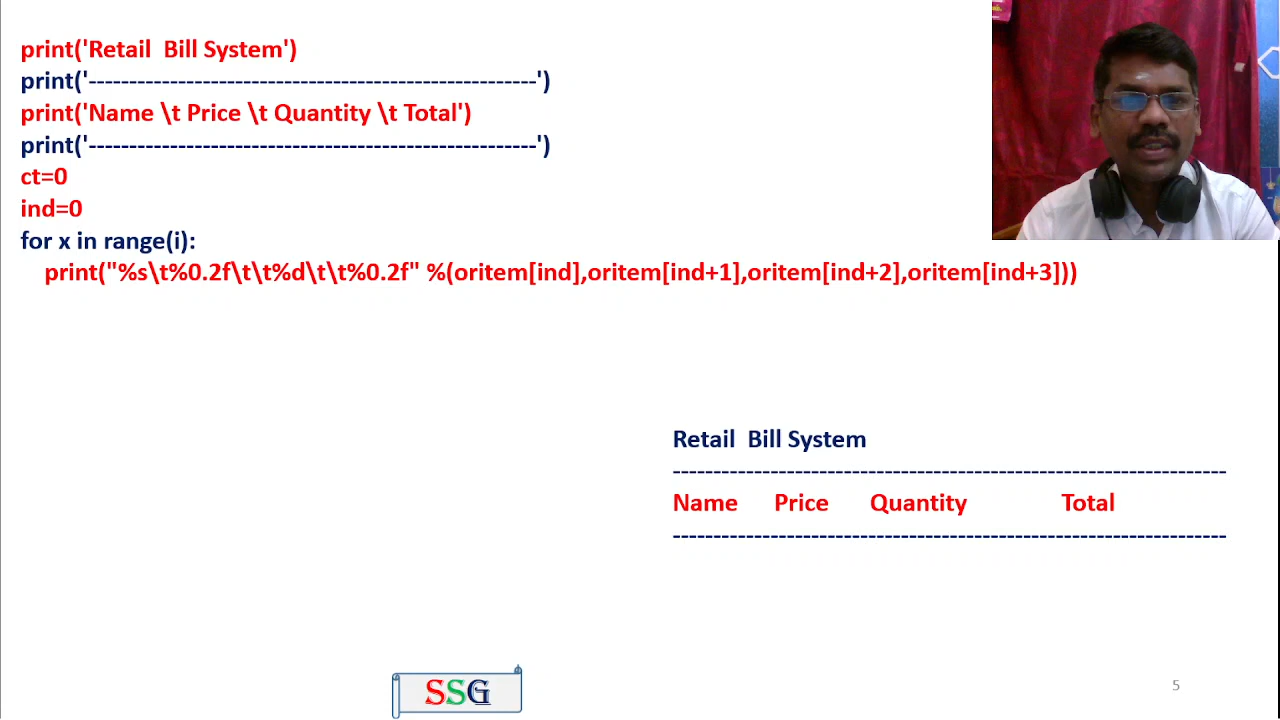 print('Retail  Bill System')
print('-------------------------------------------------------')
print('Name \t Price \t Quantity \t Total')
print('-------------------------------------------------------')
ct=0
ind=0
for x in range(i):
print("%s\t%0.2f\t\t%d\t\t%0.2f" %(oritem[ind],oritem[ind+1],oritem[ind+2],oritem[ind+3]))
Retail  Bill System
--------------------------------------------------------------------
Name Price Quantity Total
--------------------------------------------------------------------
SSG
5